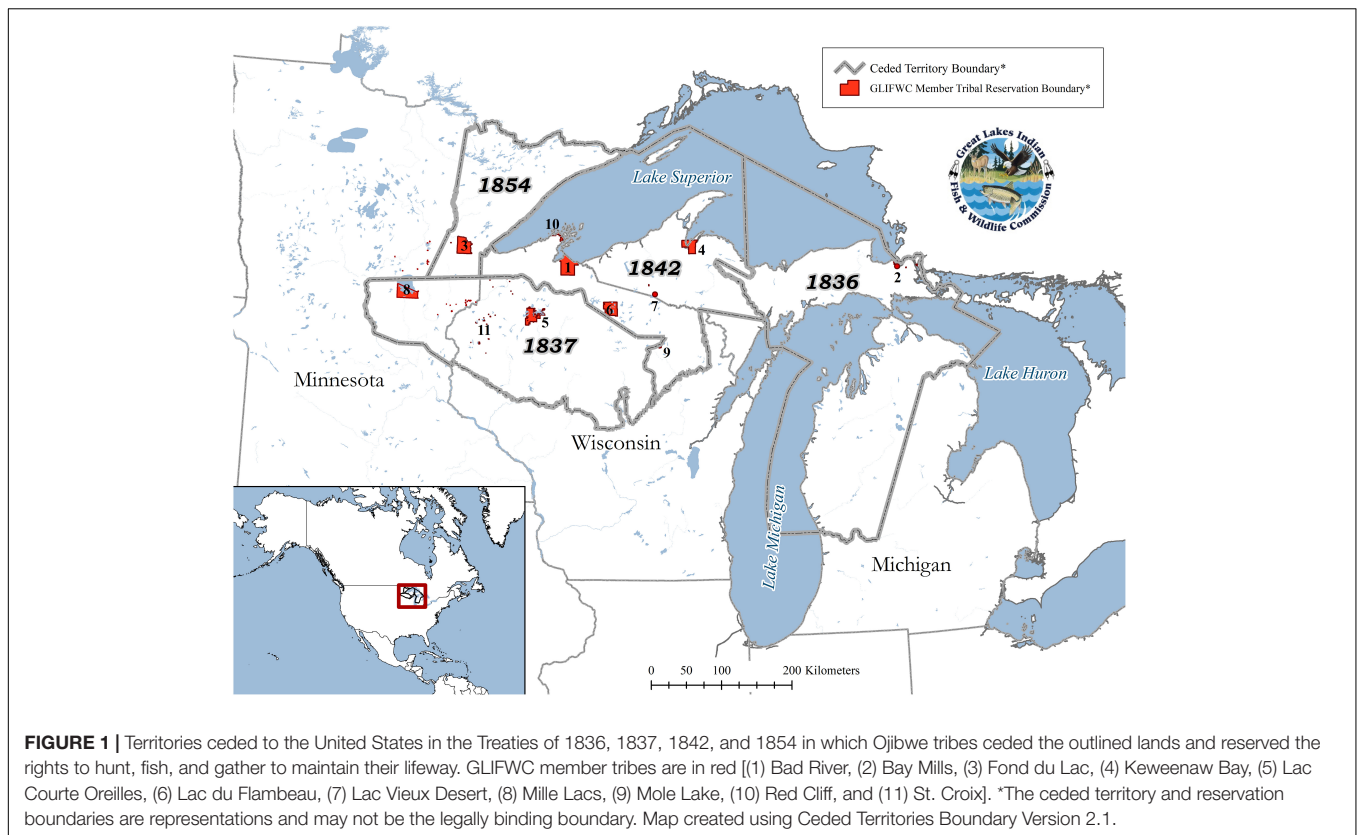 Ceded Territory Boundary*
GLIFWC Member Tribal Reservation Boundary*
Great Lakes Indian
Fish & Wildlife Commission
1854
Lake Superior
10
3
4
1
1842
1836
2
8
7
6
11
5
1837
9
Minnesota
Lake Huron
Wisconsin
Lake Michigan
Michigan
0 50 100 200 Kilometers
FIGURE 1 | Territories ceded to the United States in the Treaties of 1836, 1837, 1842, and 1854 in which Ojibwe tribes ceded the outlined lands and reserved the
rights to hunt, fish, and gather to maintain their lifeway. GLIFWC member tribes are in red [(1) Bad River, (2) Bay Mills, (3) Fond du Lac, (4) Keweenaw Bay, (5) Lac
Courte Oreilles, (6) Lac du Flambeau, (7) Lac Vieux Desert, (8) Mille Lacs, (9) Mole Lake, (10) Red Cliff, and (11) St. Croix]. *The ceded territory and reservation
boundaries are representations and may not be the legally binding boundary. Map created using Ceded Territories Boundary Version 2.1.